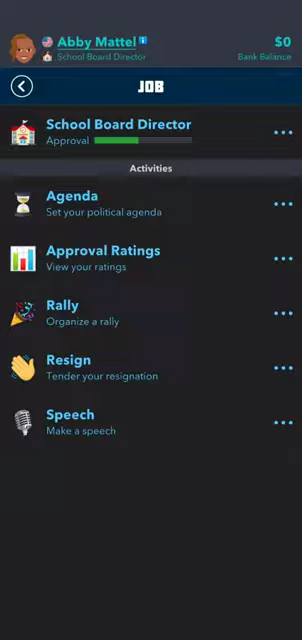 Abby Mattel
$0
School Board Director
Bank Balance
JOB
School Board Director
Approval
Activities
Agenda
Set your political agenda
Approval Ratings
View your ratings
Rally
Organize a rally
Resign
Tender your resignation
Speech
Make a speech